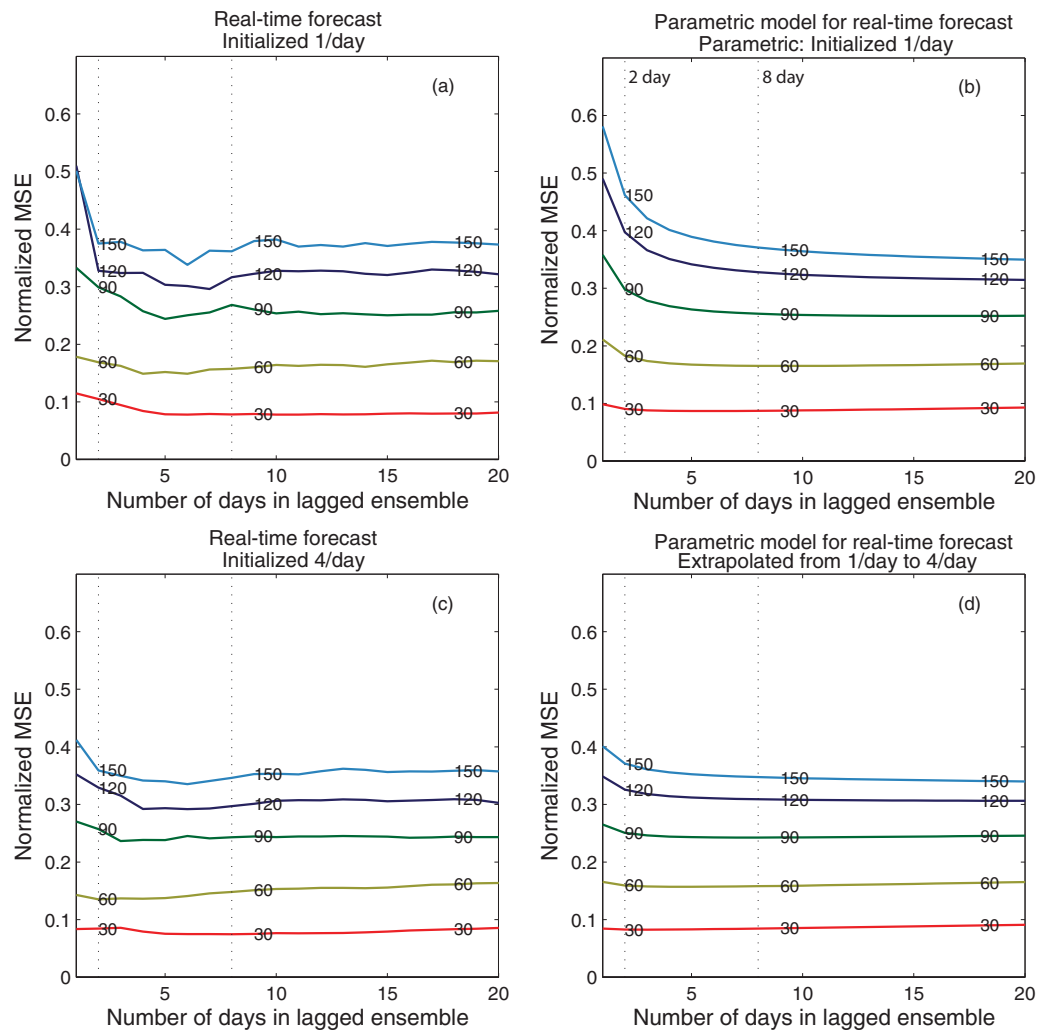 Real-time forecast
Initialized 1/day
(a)
Normalized MSE
0.6
0.5
0.4
0.3
0.2
0.1
0
150 150 150
120 120 120
90 90 90
60 60 60
30 30 30
5 10 15 20
Number of days in lagged ensemble
Parametric model for real-time forecast
Parametric: Initialized 1/day
2 day 8 day (b)
Normalized MSE
0.6
0.5
0.4
0.3
0.2
0.1
0
150 150 150
120 120 120
90 90 90
60 60 60
30 30 30
5 10 15 20
Number of days in lagged ensemble
Real-time forecast
Initialized 4/day
(c)
Normalized MSE
0.6
0.5
0.4
0.3
0.2
0.1
0
150 150 150
120 120 120
90 90 90
60 60 60
30 30 30
5 10 15 20
Number of days in lagged ensemble
Parametric model for real-time forecast
Extrapolated from 1/day to 4/day
(d)
Normalized MSE
0.6
0.5
0.4
0.3
0.2
0.1
0
150 150 150
120 120 120
90 90 90
60 60 60
30 30 30
5 10 15 20
Number of days in lagged ensemble